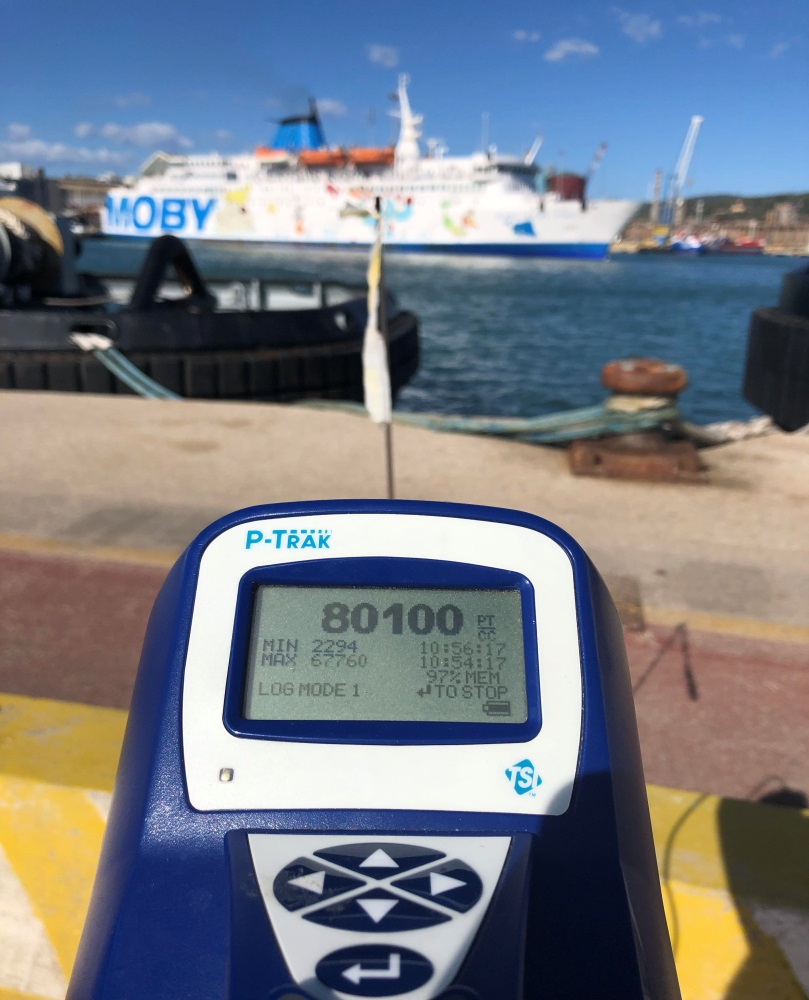 MOBY
P-TRAK
80100 PT/CC
MIN 2294 10:56:17
MAX 67760 10:54:17
97% MEM
LOG MODE 1 ↵ TO STOP
TSI